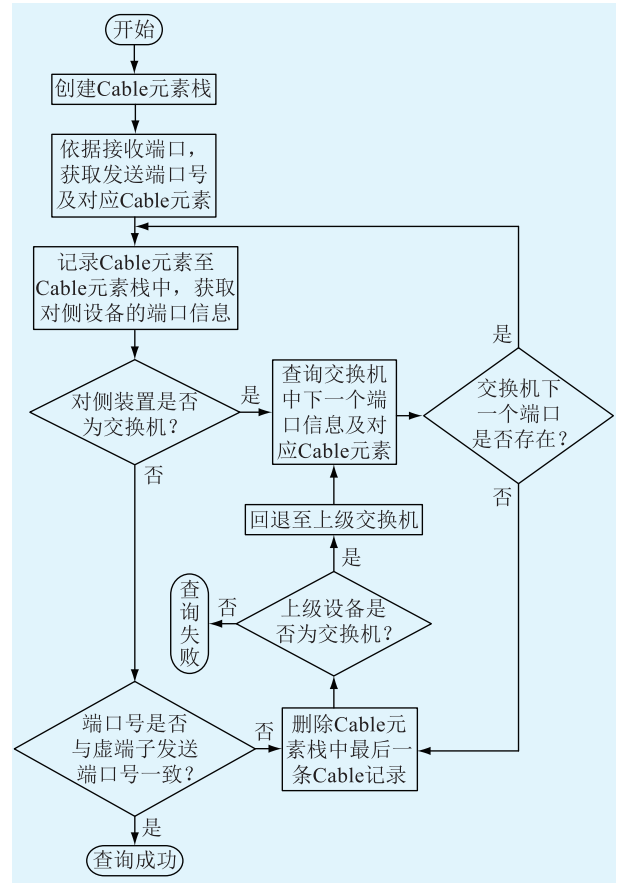 开始
创建Cable元素栈
依据接收端口，
获取发送端口号
及对应Cable元素
记录Cable元素至
Cable元素栈中，获取
对侧设备的端口信息
对侧装置是否
为交换机？
是
否
查询交换机
中下一个端
口信息及对
应Cable元素
交换机下
一个端口
是否存在？
是
否
回退至上级交换机
是
上级设备是
否为交换机？
否
查
询
失
败
端口号是否
与虚端子发送
端口号一致？
否
删除Cable元
素栈中最后一
条Cable记录
是
查询成功